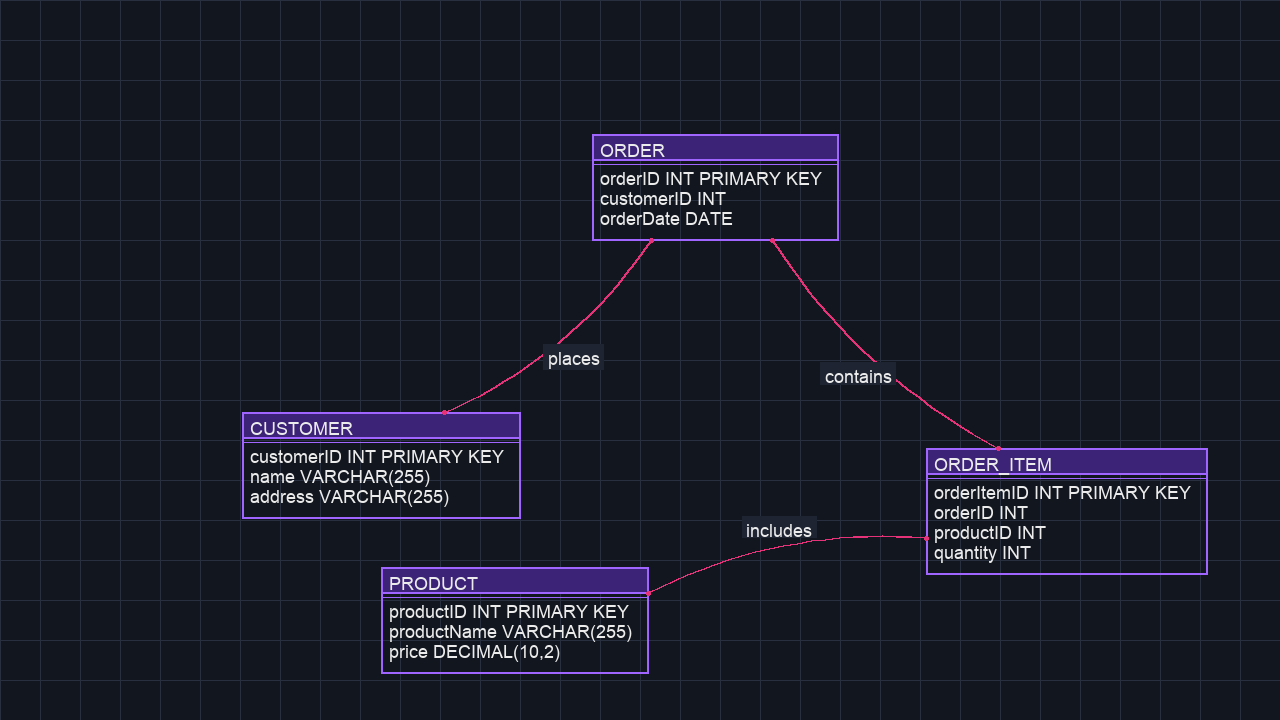 ORDER
orderID INT PRIMARY KEY
customerID INT
orderDate DATE
places
contains
CUSTOMER
customerID INT PRIMARY KEY
name VARCHAR(255)
address VARCHAR(255)
ORDER_ITEM
orderItemID INT PRIMARY KEY
orderID INT
productID INT
quantity INT
includes
PRODUCT
productID INT PRIMARY KEY
productName VARCHAR(255)
price DECIMAL(10,2)